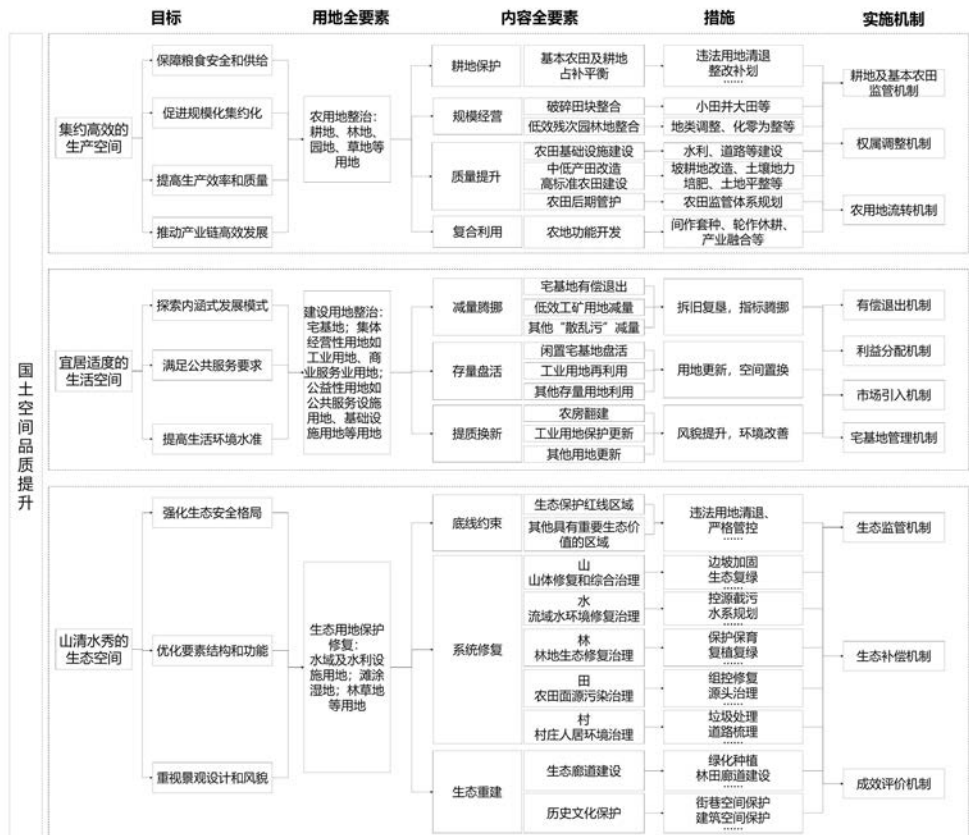 目标
用地全要素
内容全要素
措施
实施机制
国土空间品质提升
集约高效的
生产空间
保障粮食安全和供给
促进规模化集约化
提高生产效率和质量
推动产业链高效发展
农用地整治：
耕地、林地、
园地、草地等
用地
耕地保护
基本农田及耕地
占补平衡
违法用地清退
整改补划
……
规模经营
破碎田块整合
小田并大田等
低效残次园林地整合
地类调整、化零为整等
质量提升
农田基础设施建设
水利、道路等建设
中低产田改造
高标准农田建设
坡耕地改造、土壤地力
培肥、土地平整等
农田后期管护
农田监管体系规划
复合利用
农地功能开发
间作套种、轮作休耕、
产业融合等
耕地及基本农田
监管机制
权属调整机制
农用地流转机制
宜居适度的
生活空间
探索内涵式发展模式
满足公共服务要求
提高生活环境水准
建设用地整治：
宅基地；集体
经营性用地如
工业用地、商
业服务业用地；
公益性用地如
公共服务设施
用地、基础设
施用地等用地
减量腾挪
宅基地有偿退出
低效工矿用地减量
其他“散乱污”减量
拆旧复垦，指标腾挪
存量盘活
闲置宅基地盘活
工业用地再利用
其他存量用地利用
用地更新，空间置换
提质换新
农房翻建
工业用地保护更新
其他用地更新
风貌提升，环境改善
有偿退出机制
利益分配机制
市场引入机制
宅基地管理机制
山清水秀的
生态空间
强化生态安全格局
优化要素结构和功能
重视景观设计和风貌
生态用地保护
修复：
水域及水利设
施用地；滩涂
湿地；林草地
等用地
底线约束
生态保护红线区域
其他具有重要生态价
值的区域
违法用地清退、
严格管控
……
系统修复
山
山体修复和综合治理
边坡加固
生态复绿
……
水
流域水环境修复治理
控源截污
水系规划
……
林
林地生态修复治理
保护保育
复植复绿
……
田
农田面源污染治理
组控修复
源头治理
……
村
村庄人居环境治理
垃圾处理
道路梳理
……
生态重建
生态廊道建设
绿化种植
林田廊道建设
……
历史文化保护
街巷空间保护
建筑空间保护
……
生态监管机制
生态补偿机制
成效评价机制